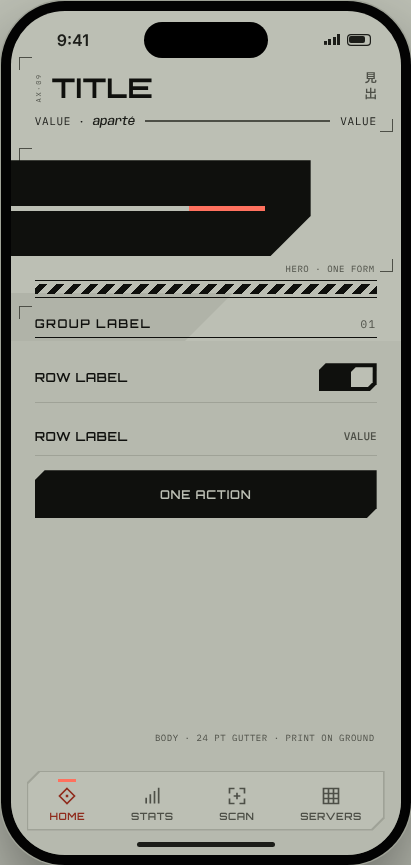 9:41
AX·09
TITLE
見出
VALUE · aparté
VALUE
HERO · ONE FORM
GROUP LABEL
01
ROW LABEL
ROW LABEL
VALUE
ONE ACTION
BODY · 24 PT GUTTER · PRINT ON GROUND
HOME
STATS
SCAN
SERVERS